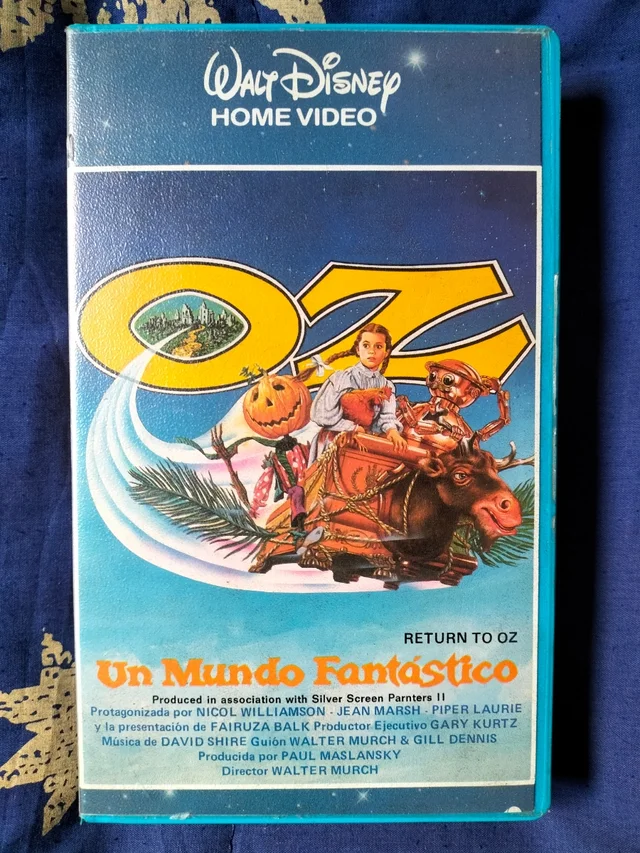 WALT DISNEY
HOME VIDEO
OZ
RETURN TO OZ
Un Mundo Fantástico
Produced in association with Silver Screen Parnters II
Protagonizada por NICOL WILLIAMSON - JEAN MARSH - PIPER LAURIE
y la presentación de FAIRUZA BALK Productor Ejecutivo GARY KURTZ
Música de DAVID SHIRE Guión WALTER MURCH & GILL DENNIS
Producida por PAUL MASLANSKY
Director WALTER MURCH